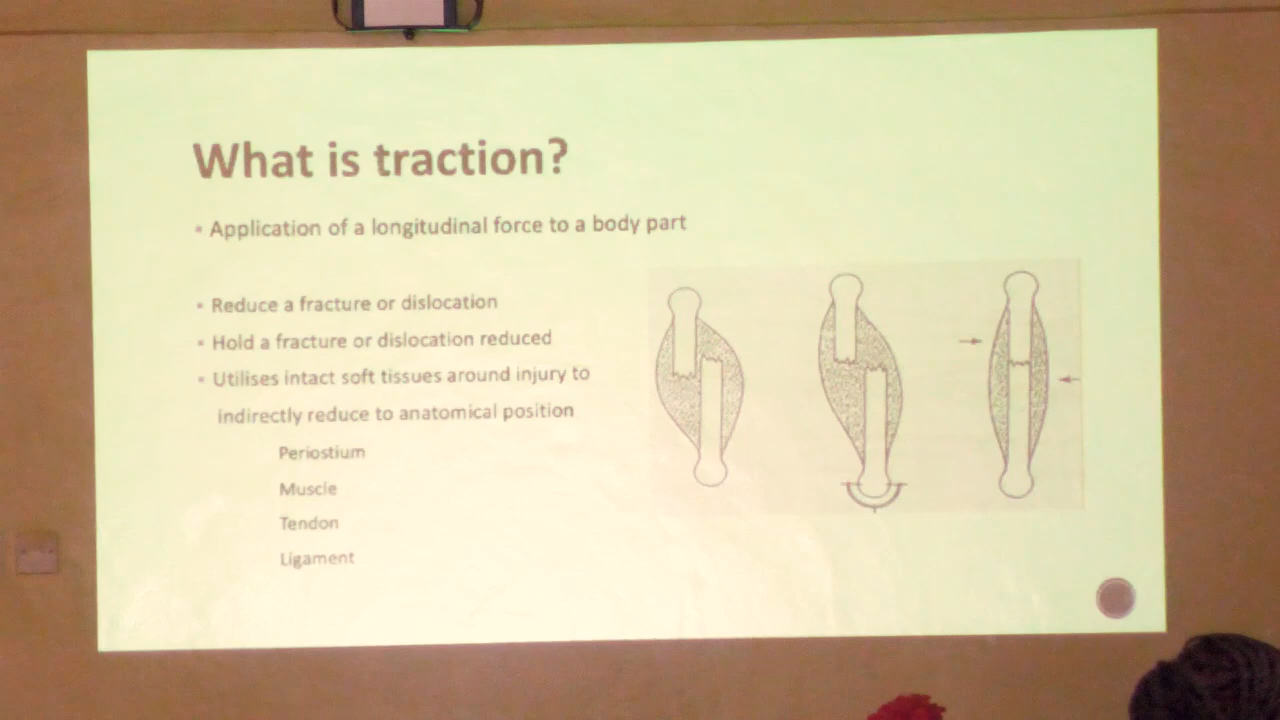 What is traction?
▪ Application of a longitudinal force to a body part
▪ Reduce a fracture or dislocation
▪ Hold a fracture or dislocation reduced
▪ Utilises intact soft tissues around injury to
indirectly reduce to anatomical position
Periostium
Muscle
Tendon
Ligament